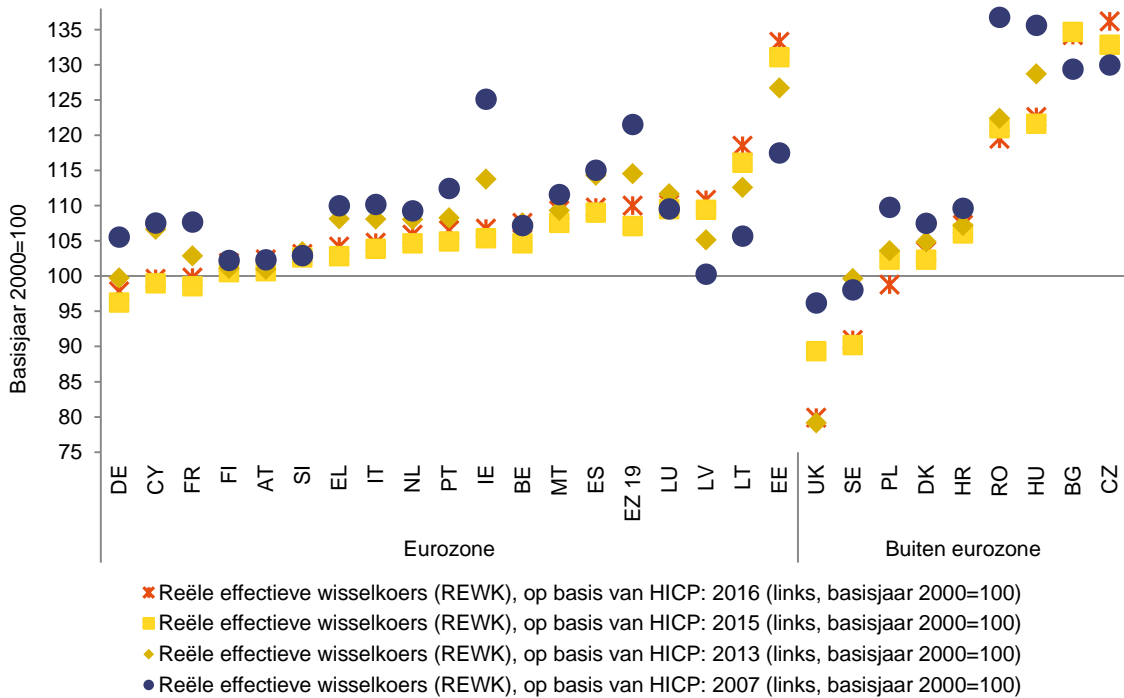 135
130
125
120
115
110
105
100
95
90
85
80
75
Basisjaar 2000=100
DE CY FR FI AT SI EL IT NL PT IE BE MT ES EZ 19 LU LV LT EE UK SE PL DK HR RO HU BG CZ
Eurozone Buiten eurozone
Reële effectieve wisselkoers (REWK), op basis van HICP: 2016 (links, basisjaar 2000=100)
Reële effectieve wisselkoers (REWK), op basis van HICP: 2015 (links, basisjaar 2000=100)
Reële effectieve wisselkoers (REWK), op basis van HICP: 2013 (links, basisjaar 2000=100)
Reële effectieve wisselkoers (REWK), op basis van HICP: 2007 (links, basisjaar 2000=100)